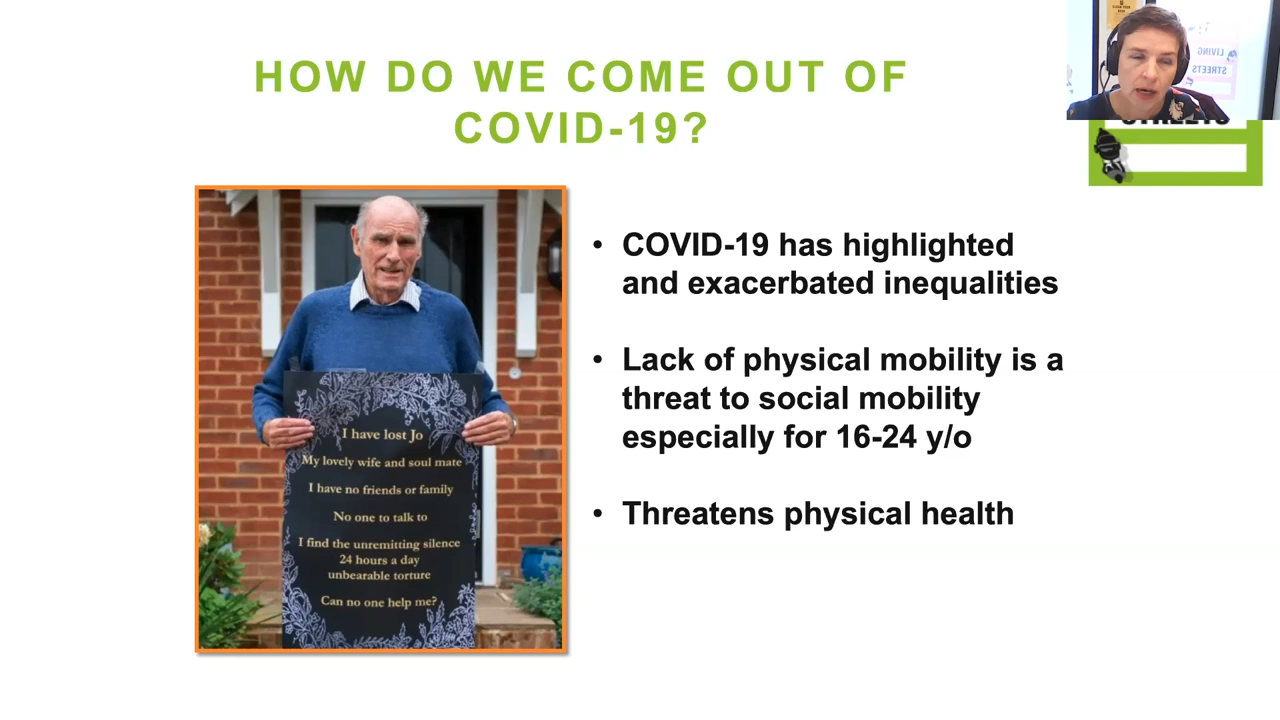 HOW DO WE COME OUT OF
COVID-19?
LIVING
STREETS
COVID-19 has highlighted
and exacerbated inequalities
Lack of physical mobility is a
threat to social mobility
especially for 16-24 y/o
Threatens physical health
I have lost Jo
My lovely wife and soul mate
I have no friends or family
No one to talk to
I find the unremitting silence
24 hours a day
unbearable torture
Can no one help me?